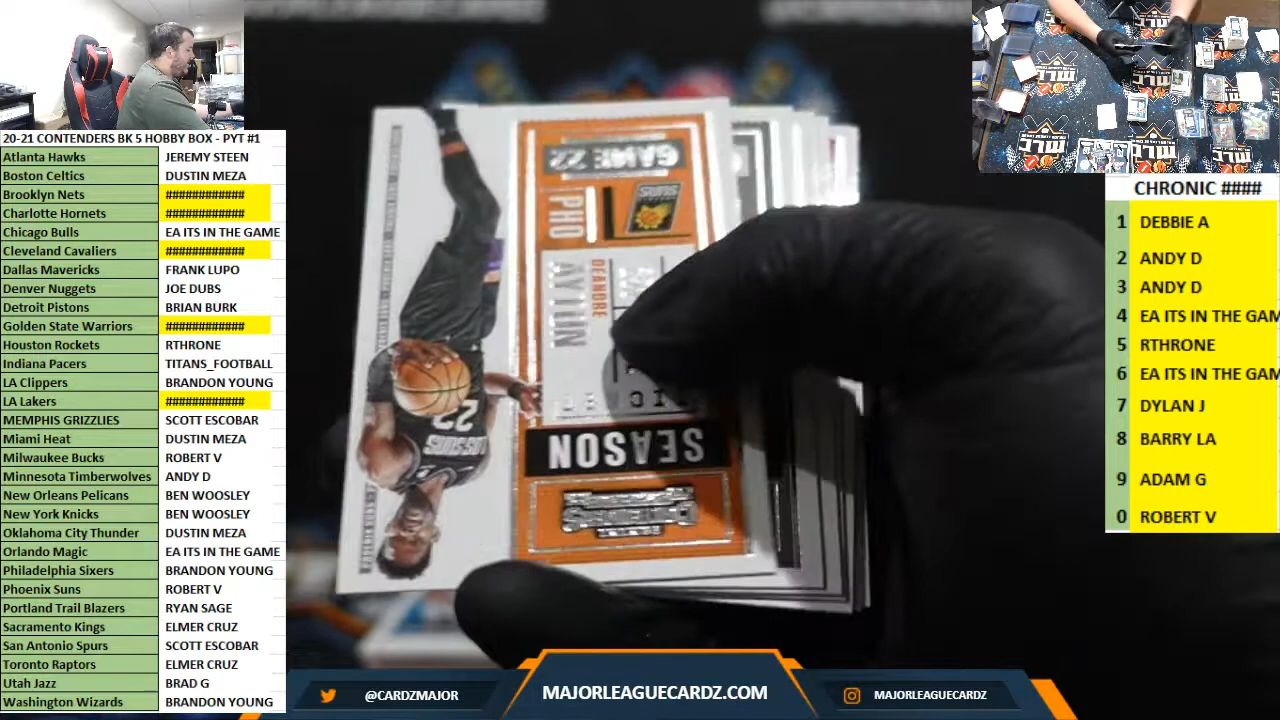 20-21 CONTENDERS BK 5 HOBBY BOX - PYT #1
Atlanta Hawks JEREMY STEEN
Boston Celtics DUSTIN MEZA
Brooklyn Nets ############
Charlotte Hornets ############
Chicago Bulls EA ITS IN THE GAME
Cleveland Cavaliers ############
Dallas Mavericks FRANK LUPO
Denver Nuggets JOE DUBS
Detroit Pistons BRIAN BURK
Golden State Warriors ############
Houston Rockets RTHRONE
Indiana Pacers TITANS_FOOTBALL
LA Clippers BRANDON YOUNG
LA Lakers ############
MEMPHIS GRIZZLIES SCOTT ESCOBAR
Miami Heat DUSTIN MEZA
Milwaukee Bucks ROBERT V
Minnesota Timberwolves ANDY D
New Orleans Pelicans BEN WOOSLEY
New York Knicks BEN WOOSLEY
Oklahoma City Thunder DUSTIN MEZA
Orlando Magic EA ITS IN THE GAME
Philadelphia Sixers BRANDON YOUNG
Phoenix Suns ROBERT V
Portland Trail Blazers RYAN SAGE
Sacramento Kings ELMER CRUZ
San Antonio Spurs SCOTT ESCOBAR
Toronto Raptors ELMER CRUZ
Utah Jazz BRAD G
Washington Wizards BRANDON YOUNG
GAME 22
SUNS
PHO
DEANDRE
AYTON
SEASON
22
MLC
CHRONIC ####
1 DEBBIE A
2 ANDY D
3 ANDY D
4 EA ITS IN THE GAM
5 RTHRONE
6 EA ITS IN THE GAM
7 DYLAN J
8 BARRY LA
9 ADAM G
0 ROBERT V
@CARDZMAJOR
MAJORLEAGUECARDZ.COM
MAJORLEAGUECARDZ